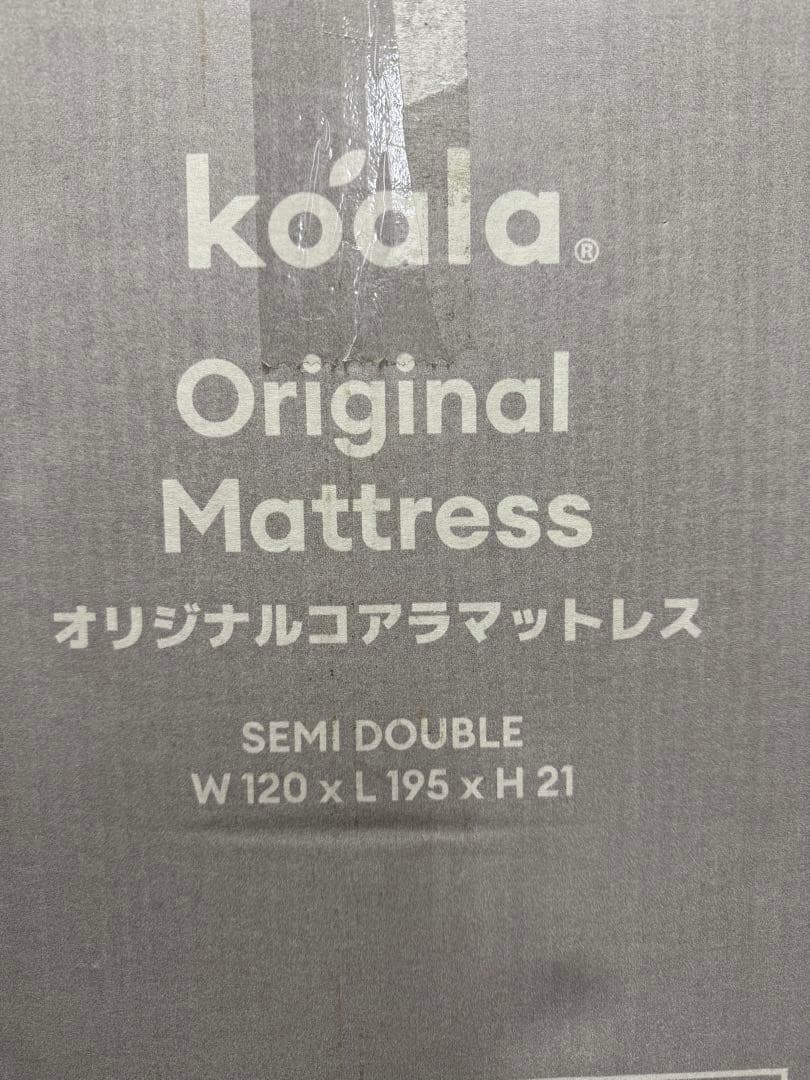 koala®
Original
Mattress
オリジナルコアラマットレス
SEMI DOUBLE
W 120 x L 195 x H 21